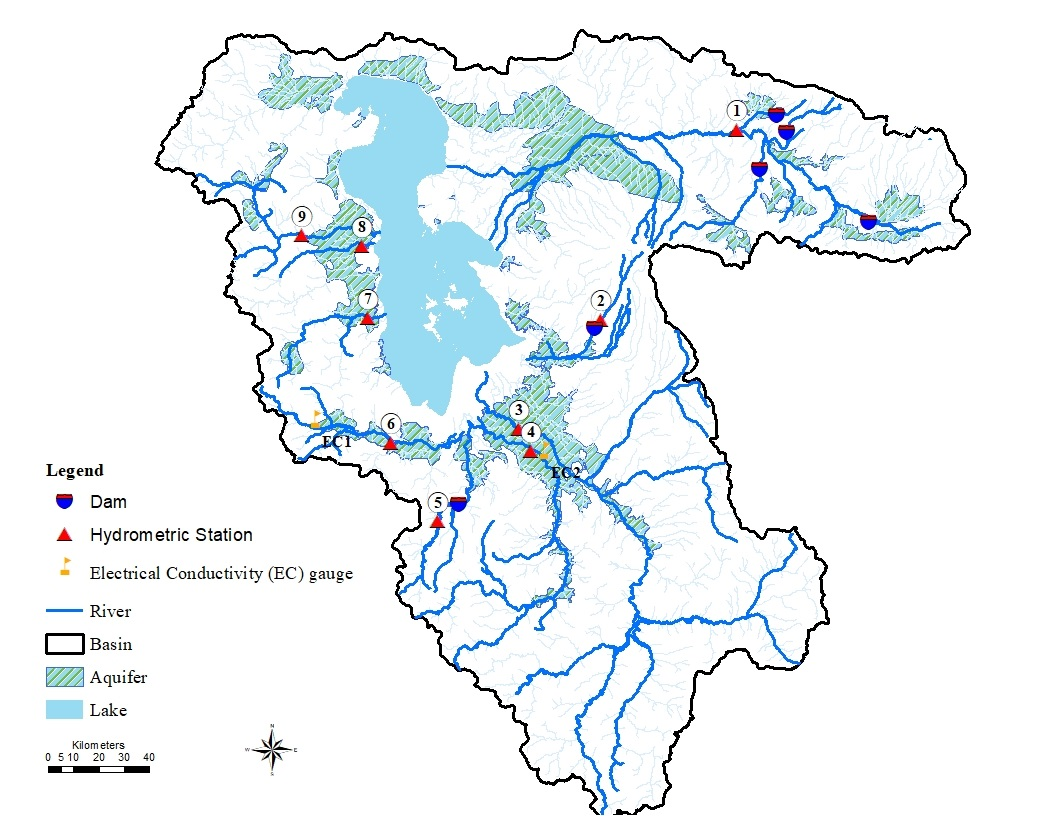 1
2
9
8
7
3
6
4
EC1
EC2
5
Legend
Dam
Hydrometric Station
Electrical Conductivity (EC) gauge
River
Basin
Aquifer
Lake
Kilometers
0 5 10 20 30 40
N
W E
S